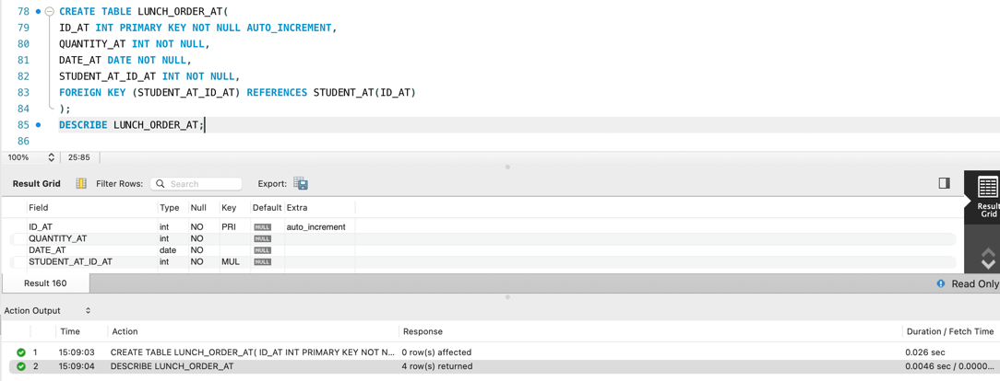 78 CREATE TABLE LUNCH_ORDER_AT(
79 ID_AT INT PRIMARY KEY NOT NULL AUTO_INCREMENT,
80 QUANTITY_AT INT NOT NULL,
81 DATE_AT DATE NOT NULL,
82 STUDENT_AT_ID_AT INT NOT NULL,
83 FOREIGN KEY (STUDENT_AT_ID_AT) REFERENCES STUDENT_AT(ID_AT)
84 );
85 DESCRIBE LUNCH_ORDER_AT;
86
100% 25:85
Result Grid Filter Rows: Search Export:
Result Grid
Field Type Null Key Default Extra
ID_AT int NO PRI NULL auto_increment
QUANTITY_AT int NO NULL
DATE_AT date NO NULL
STUDENT_AT_ID_AT int NO MUL NULL
Result 160 Read Only
Action Output
Time Action Response Duration / Fetch Time
1 15:09:03 CREATE TABLE LUNCH_ORDER_AT( ID_AT INT PRIMARY KEY NOT N... 0 row(s) affected 0.026 sec
2 15:09:04 DESCRIBE LUNCH_ORDER_AT 4 row(s) returned 0.0046 sec / 0.0000...